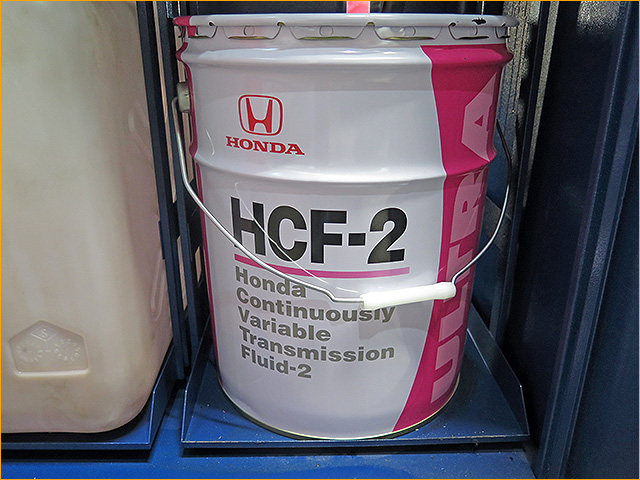 HONDA
HCF-2
Honda
Continuously
Variable
Transmission
Fluid-2
ULTRA